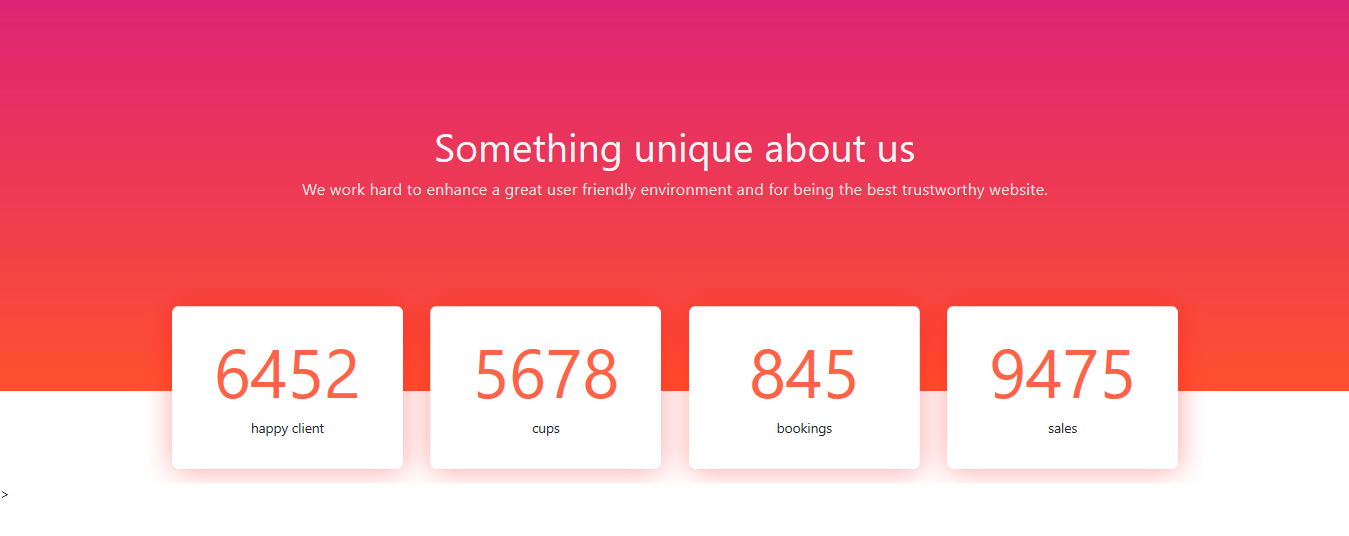 Something unique about us
We work hard to enhance a great user friendly environment and for being the best trustworthy website.
6452
happy client
5678
cups
845
bookings
9475
sales
>